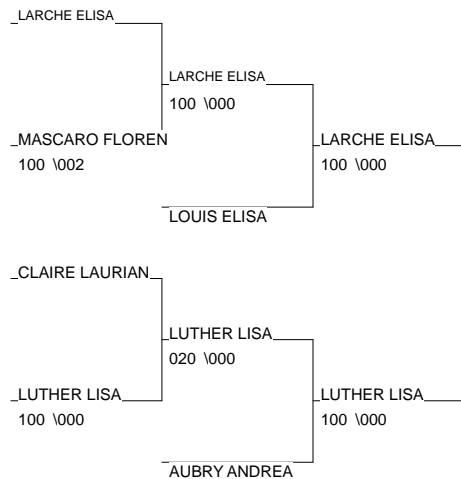 LARCHE ELISA
LARCHE ELISA
100 \000
MASCARO FLOREN
100 \002
LARCHE ELISA
100 \000
LOUIS ELISA
CLAIRE LAURIAN
LUTHER LISA
020 \000
LUTHER LISA
100 \000
LUTHER LISA
100 \000
AUBRY ANDREA